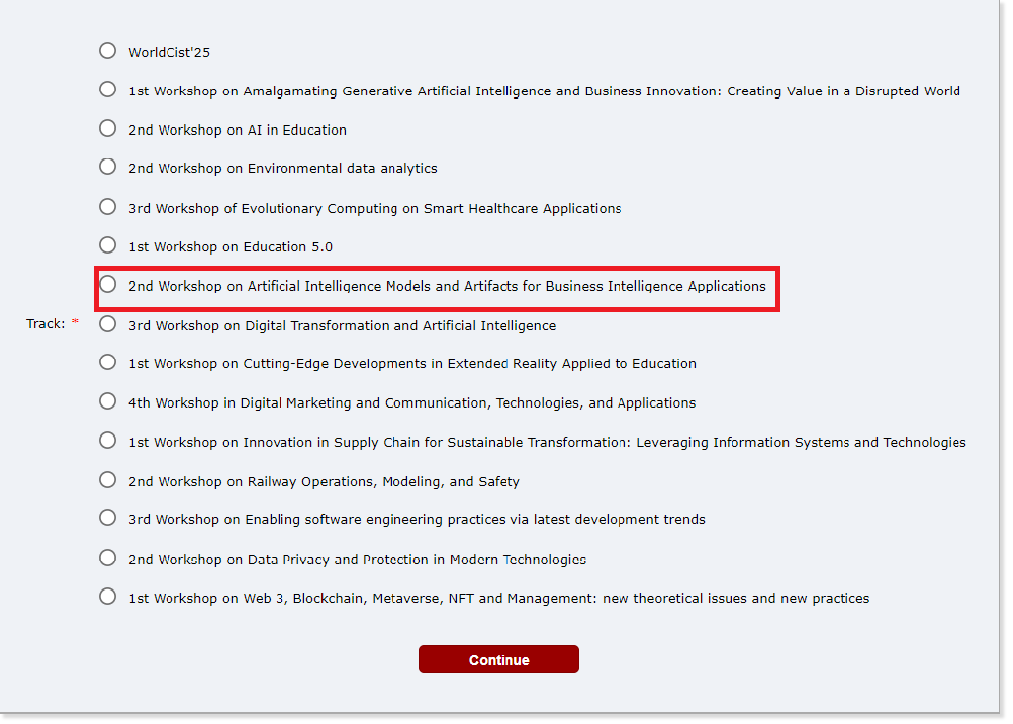 WorldCist'25
1st Workshop on Amalgamating Generative Artificial Intelligence and Business Innovation: Creating Value in a Disrupted World
2nd Workshop on AI in Education
2nd Workshop on Environmental data analytics
3rd Workshop of Evolutionary Computing on Smart Healthcare Applications
1st Workshop on Education 5.0
2nd Workshop on Artificial Intelligence Models and Artifacts for Business Intelligence Applications
Track: *
3rd Workshop on Digital Transformation and Artificial Intelligence
1st Workshop on Cutting-Edge Developments in Extended Reality Applied to Education
4th Workshop in Digital Marketing and Communication, Technologies, and Applications
1st Workshop on Innovation in Supply Chain for Sustainable Transformation: Leveraging Information Systems and Technologies
2nd Workshop on Railway Operations, Modeling, and Safety
3rd Workshop on Enabling software engineering practices via latest development trends
2nd Workshop on Data Privacy and Protection in Modern Technologies
1st Workshop on Web 3, Blockchain, Metaverse, NFT and Management: new theoretical issues and new practices
Continue